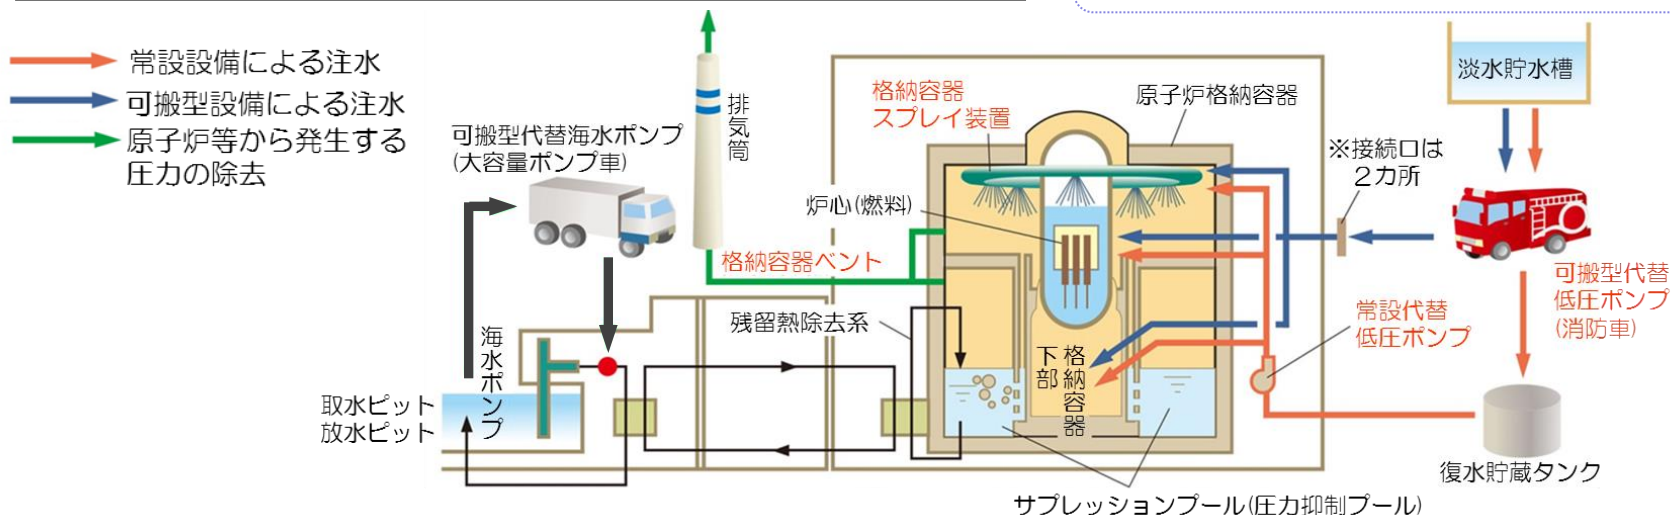 常設設備による注水
可搬型設備による注水
原子炉等から発生する
圧力の除去
可搬型代替海水ポンプ
(大容量ポンプ車)
排気筒
格納容器
スプレイ装置
原子炉格納容器
淡水貯水槽
※接続口は
2カ所
炉心(燃料)
格納容器ベント
残留熱除去系
海水ポンプ
取水ピット
放水ピット
格納容器
下部
常設代替
低圧ポンプ
可搬型代替
低圧ポンプ
(消防車)
復水貯蔵タンク
サプレッションプール(圧力抑制プール)